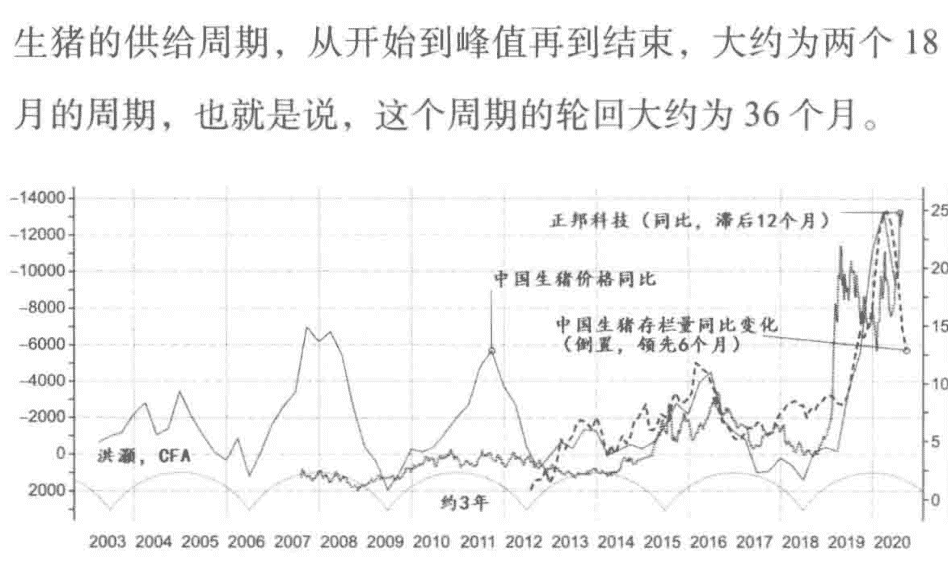 生猪的供给周期，从开始到峰值再到结束，大约为两个 18
月的周期，也就是说，这个周期的轮回大约为 36 个月。
-14000
-12000
-10000
-8000
-6000
-4000
-2000
0
2000
25
20
15
10
5
0
正邦科技（同比，滞后12个月）
中国生猪价格同比
中国生猪存栏量同比变化
（倒置，领先6个月）
洪灏，CFA
约3年
2003 2004 2005 2006 2007 2008 2009 2010 2011 2012 2013 2014 2015 2016 2017 2018 2019 2020